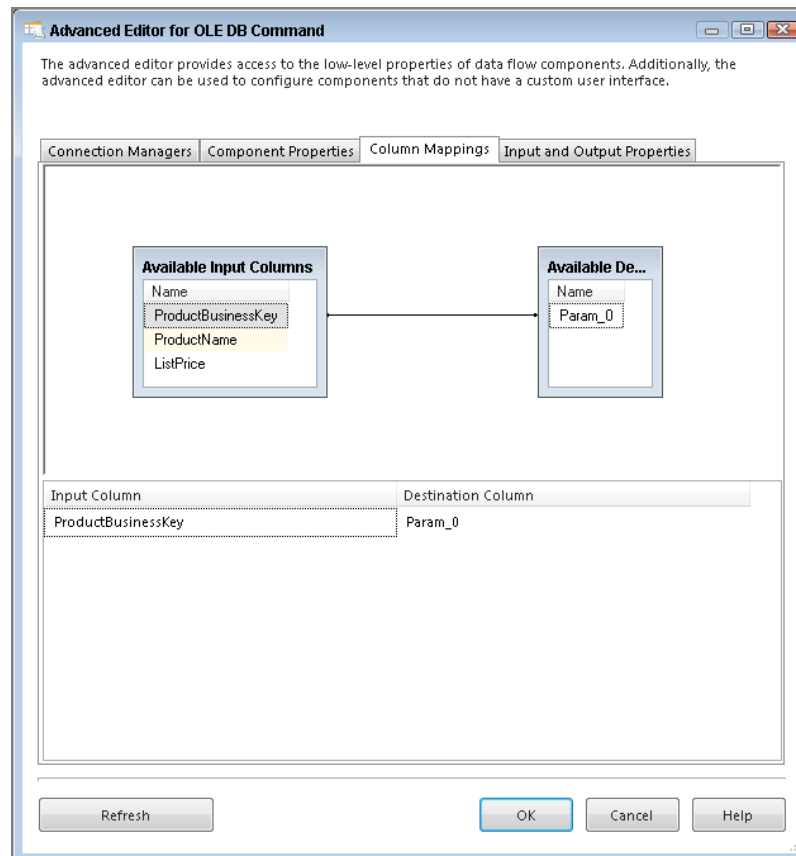 Advanced Editor for OLE DB Command
The advanced editor provides access to the low-level properties of data flow components. Additionally, the
advanced editor can be used to configure components that do not have a custom user interface.
Connection Managers Component Properties Column Mappings Input and Output Properties
Available Input Columns
Name
ProductBusinessKey
ProductName
ListPrice
Available De...
Name
Param_0
Input Column Destination Column
ProductBusinessKey Param_0
Refresh OK Cancel Help